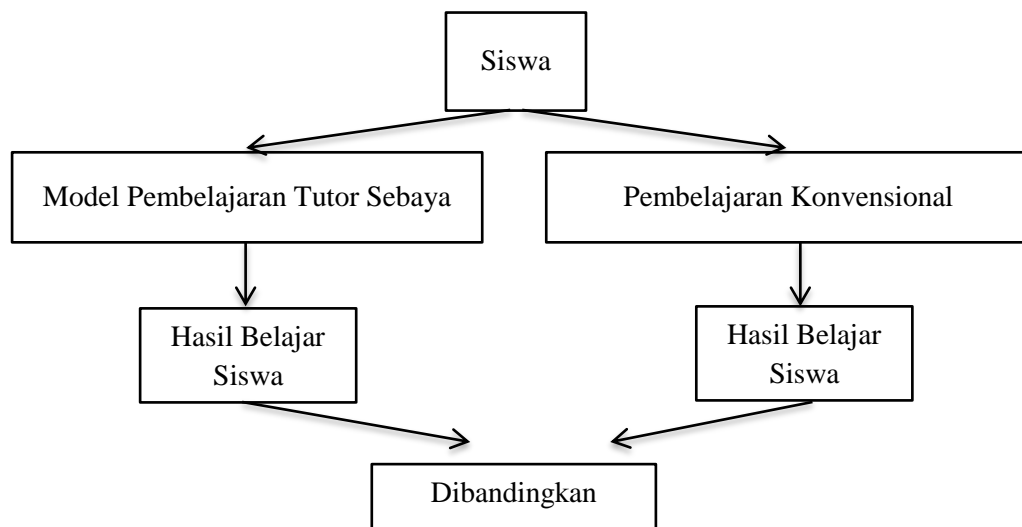 Siswa
Model Pembelajaran Tutor Sebaya
Pembelajaran Konvensional
Hasil Belajar
Siswa
Hasil Belajar
Siswa
Dibandingkan